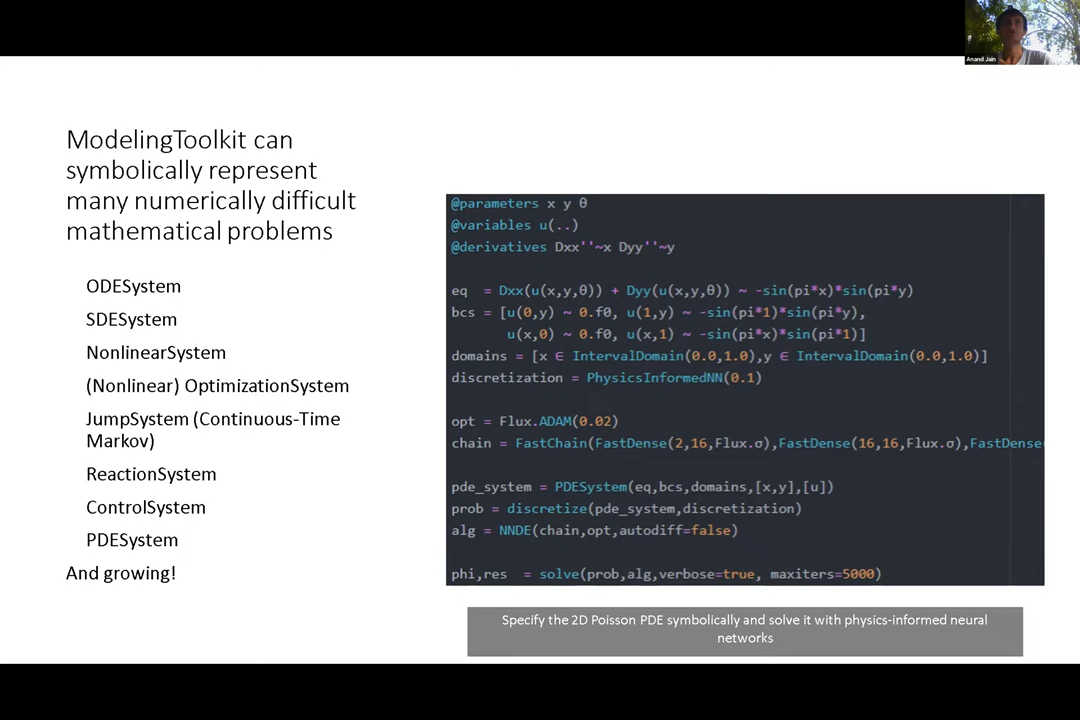 Anand Jain
ModelingToolkit can
symbolically represent
many numerically difficult
mathematical problems
ODESystem
SDESystem
NonlinearSystem
(Nonlinear) OptimizationSystem
JumpSystem (Continuous-Time
Markov)
ReactionSystem
ControlSystem
PDESystem
And growing!
@parameters x y θ
@variables u(..)
@derivatives Dxx''~x Dyy''~y
eq  = Dxx(u(x,y,θ)) + Dyy(u(x,y,θ)) ~ -sin(pi*x)*sin(pi*y)
bcs = [u(0,y) ~ 0.f0, u(1,y) ~ -sin(pi*1)*sin(pi*y),
u(x,0) ~ 0.f0, u(x,1) ~ -sin(pi*x)*sin(pi*1)]
domains = [x ∈ IntervalDomain(0.0,1.0),y ∈ IntervalDomain(0.0,1.0)]
discretization = PhysicsInformedNN(0.1)
opt = Flux.ADAM(0.02)
chain = FastChain(FastDense(2,16,Flux.σ),FastDense(16,16,Flux.σ),FastDense(
pde_system = PDESystem(eq,bcs,domains,[x,y],[u])
prob = discretize(pde_system,discretization)
alg = NNDE(chain,opt,autodiff=false)
phi,res  = solve(prob,alg,verbose=true, maxiters=5000)
Specify the 2D Poisson PDE symbolically and solve it with physics-informed neural
networks